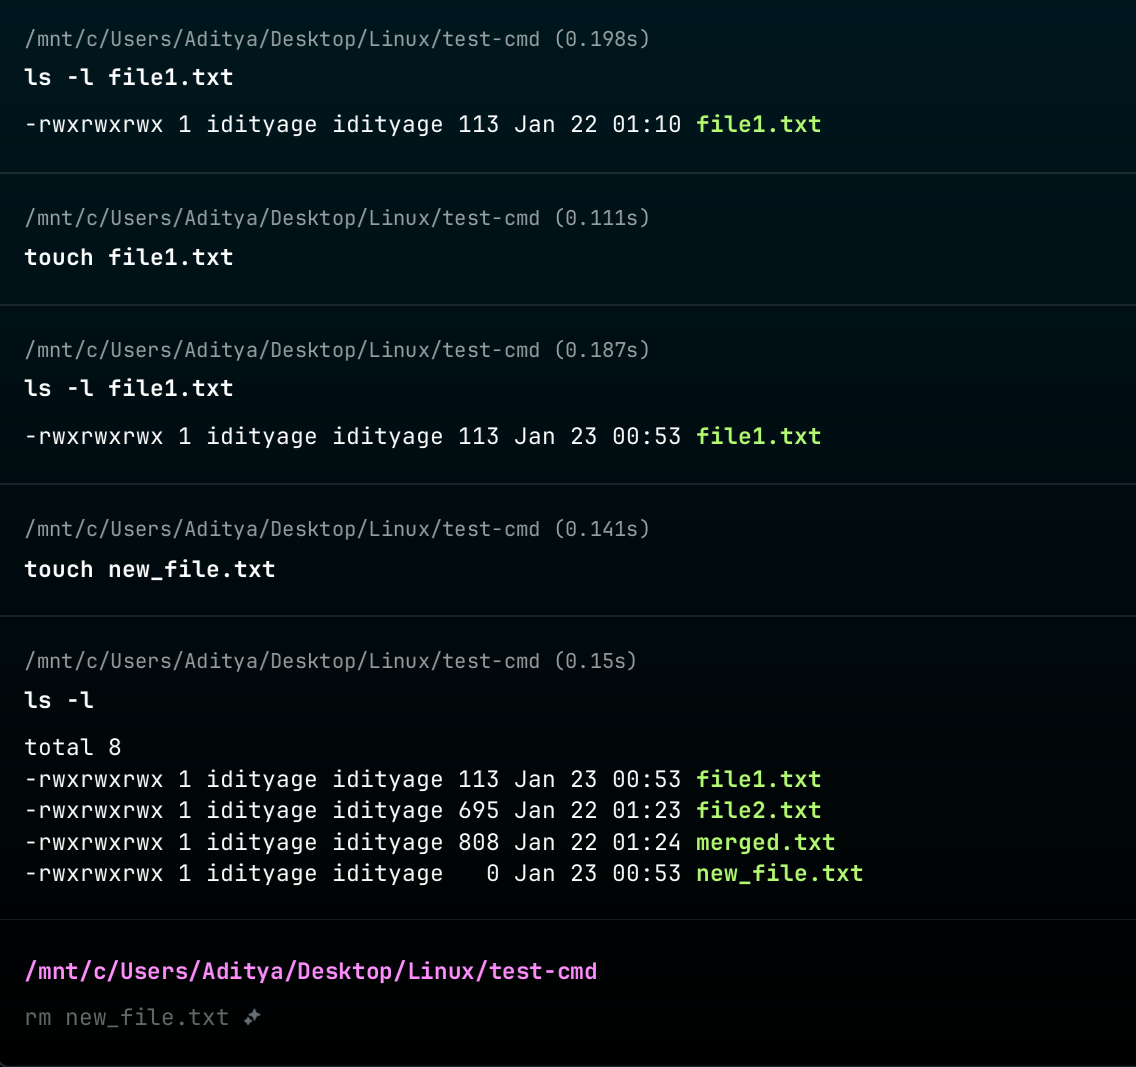 /mnt/c/Users/Aditya/Desktop/Linux/test-cmd (0.198s)
ls -l file1.txt
-rwxrwxrwx 1 idityage idityage 113 Jan 22 01:10 file1.txt
/mnt/c/Users/Aditya/Desktop/Linux/test-cmd (0.111s)
touch file1.txt
/mnt/c/Users/Aditya/Desktop/Linux/test-cmd (0.187s)
ls -l file1.txt
-rwxrwxrwx 1 idityage idityage 113 Jan 23 00:53 file1.txt
/mnt/c/Users/Aditya/Desktop/Linux/test-cmd (0.141s)
touch new_file.txt
/mnt/c/Users/Aditya/Desktop/Linux/test-cmd (0.15s)
ls -l
total 8
-rwxrwxrwx 1 idityage idityage 113 Jan 23 00:53 file1.txt
-rwxrwxrwx 1 idityage idityage 695 Jan 22 01:23 file2.txt
-rwxrwxrwx 1 idityage idityage 808 Jan 22 01:24 merged.txt
-rwxrwxrwx 1 idityage idityage   0 Jan 23 00:53 new_file.txt
/mnt/c/Users/Aditya/Desktop/Linux/test-cmd
rm new_file.txt